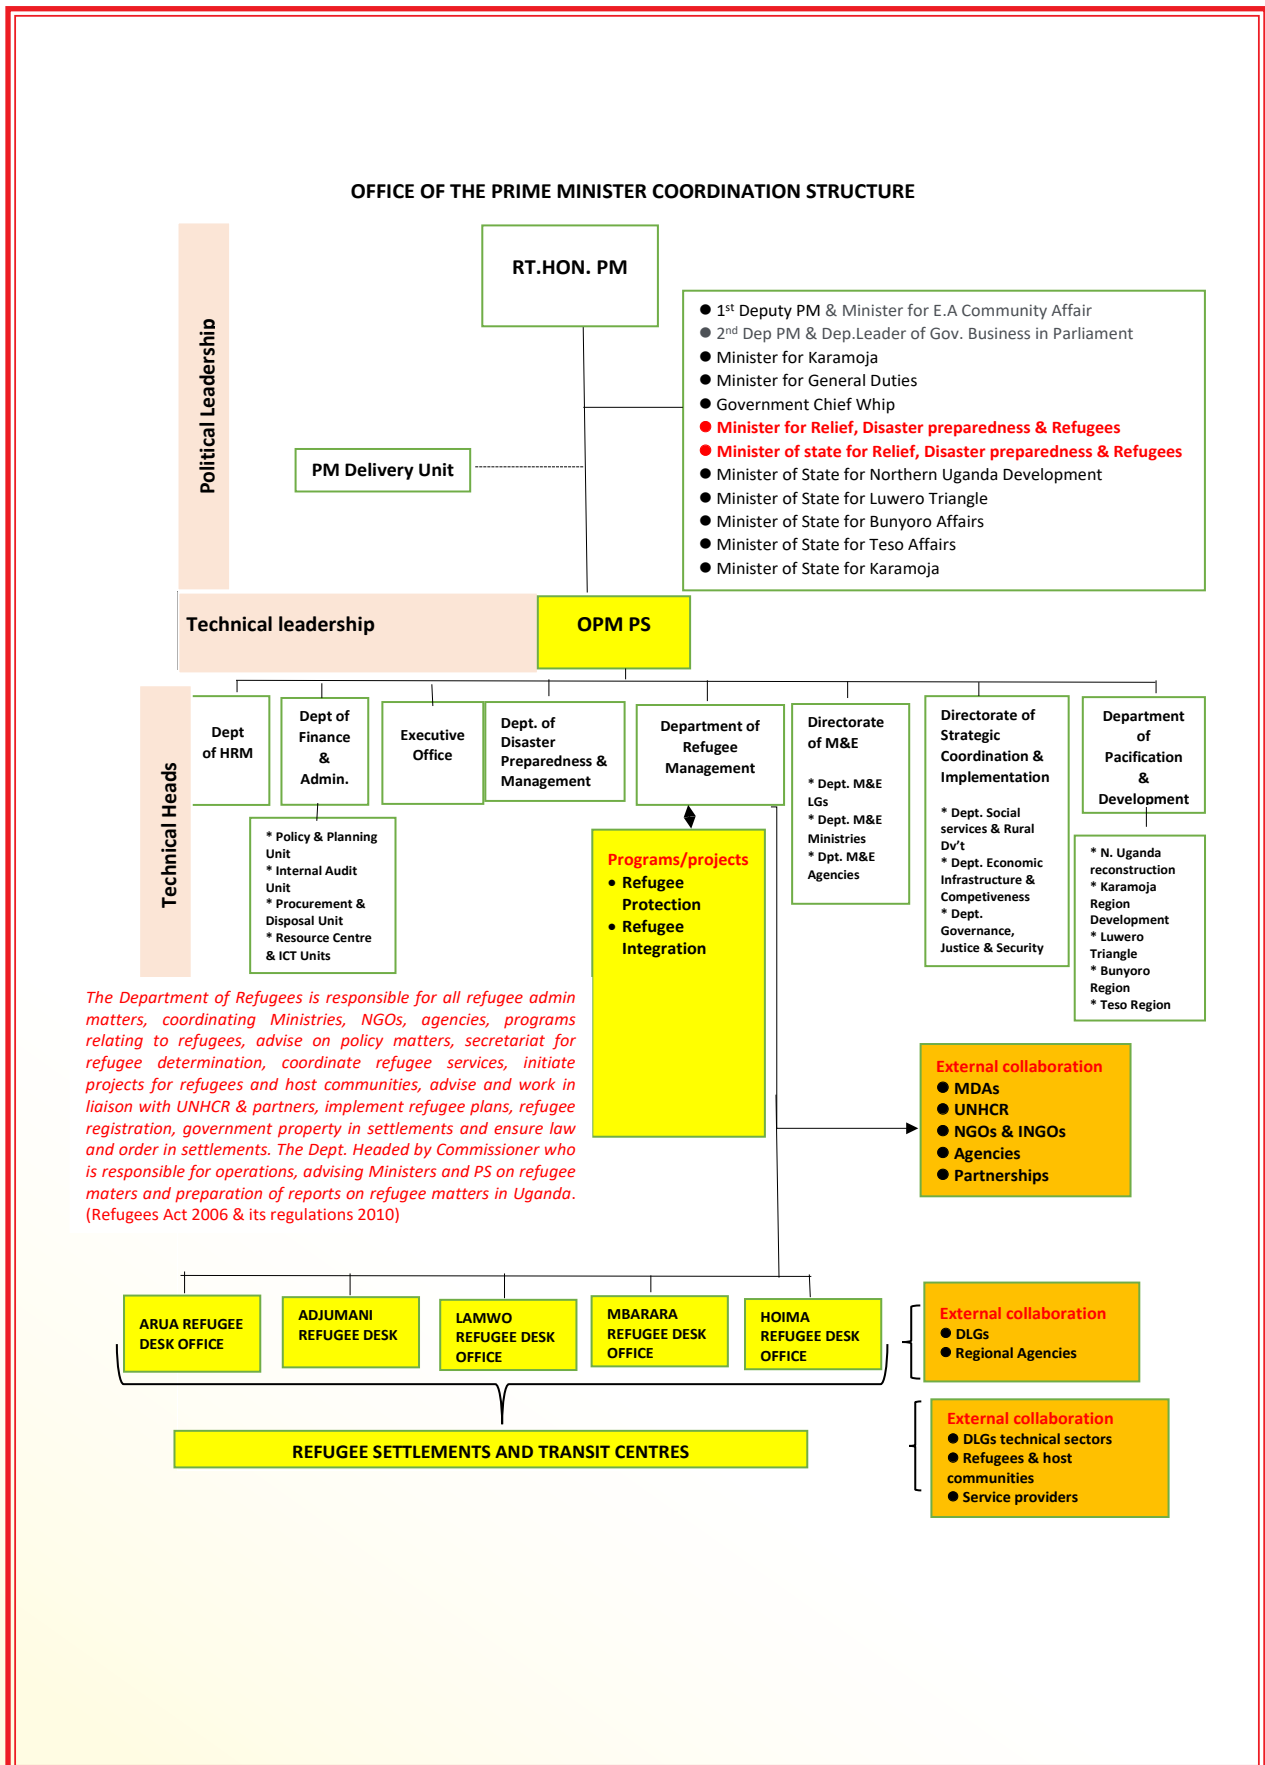 OFFICE OF THE PRIME MINISTER COORDINATION STRUCTURE
Political Leadership
RT.HON. PM
● 1st Deputy PM & Minister for E.A Community Affair
● 2nd Dep PM & Dep.Leader of Gov. Business in Parliament
● Minister for Karamoja
● Minister for General Duties
● Government Chief Whip
● Minister for Relief, Disaster preparedness & Refugees
● Minister of state for Relief, Disaster preparedness & Refugees
● Minister of State for Northern Uganda Development
● Minister of State for Luwero Triangle
● Minister of State for Bunyoro Affairs
● Minister of State for Teso Affairs
● Minister of State for Karamoja
PM Delivery Unit
Technical leadership
OPM PS
Technical Heads
Dept
of HRM
Dept of
Finance
&
Admin.
* Policy & Planning
Unit
* Internal Audit
Unit
* Procurement &
Disposal Unit
* Resource Centre
& ICT Units
Executive
Office
Dept. of
Disaster
Preparedness &
Management
Department of
Refugee
Management
Programs/projects
• Refugee
Protection
• Refugee
Integration
Directorate
of M&E
* Dept. M&E
LGs
* Dept. M&E
Ministries
* Dpt. M&E
Agencies
Directorate of
Strategic
Coordination &
Implementation
* Dept. Social
services & Rural
Dv't
* Dept. Economic
Infrastructure &
Competiveness
* Dept.
Governance,
Justice & Security
Department
of
Pacification
&
Development
* N. Uganda
reconstruction
* Karamoja
Region
Development
* Luwero
Triangle
* Bunyoro
Region
* Teso Region
The Department of Refugees is responsible for all refugee admin
matters, coordinating Ministries, NGOs, agencies, programs
relating to refugees, advise on policy matters, secretariat for
refugee determination, coordinate refugee services, initiate
projects for refugees and host communities, advise and work in
liaison with UNHCR & partners, implement refugee plans, refugee
registration, government property in settlements and ensure law
and order in settlements. The Dept. Headed by Commissioner who
is responsible for operations, advising Ministers and PS on refugee
maters and preparation of reports on refugee matters in Uganda.
(Refugees Act 2006 & its regulations 2010)
External collaboration
● MDAs
● UNHCR
● NGOs & INGOs
● Agencies
● Partnerships
ARUA REFUGEE
DESK OFFICE
ADJUMANI
REFUGEE DESK
LAMWO
REFUGEE DESK
OFFICE
MBARARA
REFUGEE DESK
OFFICE
HOIMA
REFUGEE DESK
OFFICE
External collaboration
● DLGs
● Regional Agencies
REFUGEE SETTLEMENTS AND TRANSIT CENTRES
External collaboration
● DLGs technical sectors
● Refugees & host
communities
● Service providers